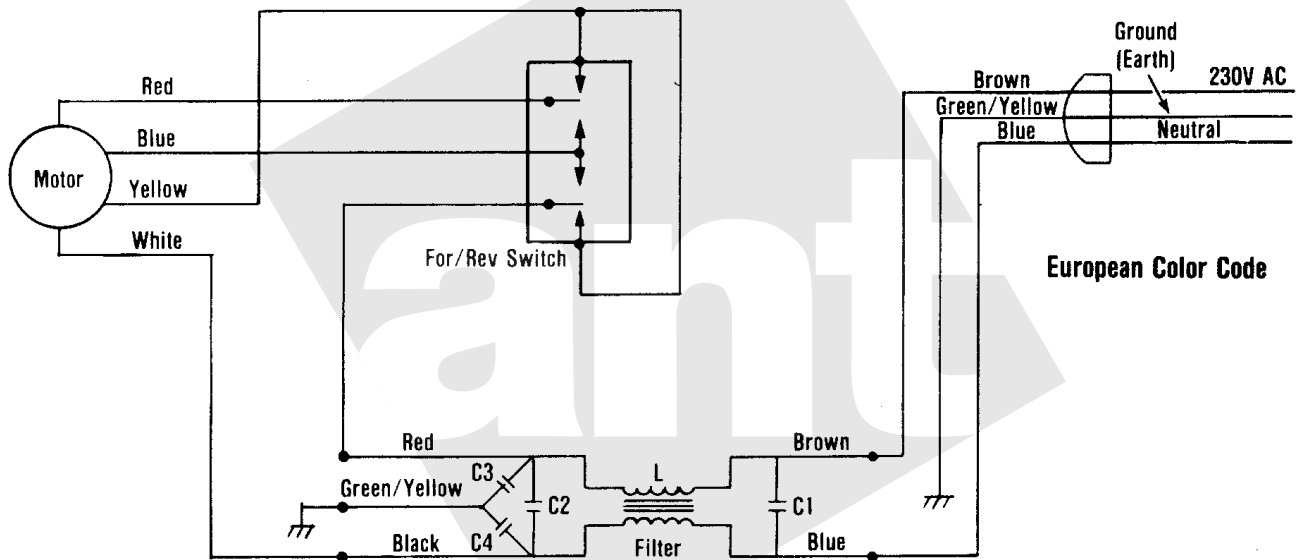 Ground
(Earth)
Brown
230V AC
Red
Green/Yellow
Blue
Neutral
Blue
Motor
Yellow
White
For/Rev Switch
European Color Code
ant
Red
Brown
C3
L
Green/Yellow
C2
C1
Black
C4
Filter
Blue